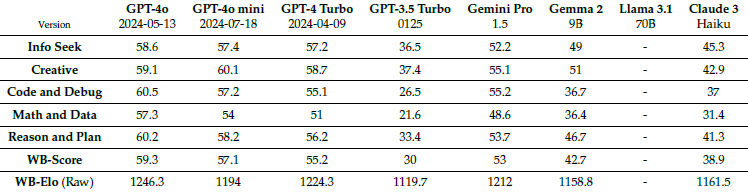 GPT-4o GPT-4o mini GPT-4 Turbo GPT-3.5 Turbo Gemini Pro Gemma 2 Llama 3.1 Claude 3
Version 2024-05-13 2024-07-18 2024-04-09 0125 1.5 9B 70B Haiku
Info Seek 58.6 57.4 57.2 36.5 52.2 49 - 45.3
Creative 59.1 60.1 58.7 37.4 55.1 51 - 42.9
Code and Debug 60.5 57.2 55.1 26.5 55.2 36.7 - 37
Math and Data 57.3 54 51 21.6 48.6 36.4 - 31.4
Reason and Plan 60.2 58.2 56.2 33.4 53.7 46.7 - 41.3
WB-Score 59.3 57.1 55.2 30 53 42.7 - 38.9
WB-Elo (Raw) 1246.3 1194 1224.3 1119.7 1212 1158.8 - 1161.5